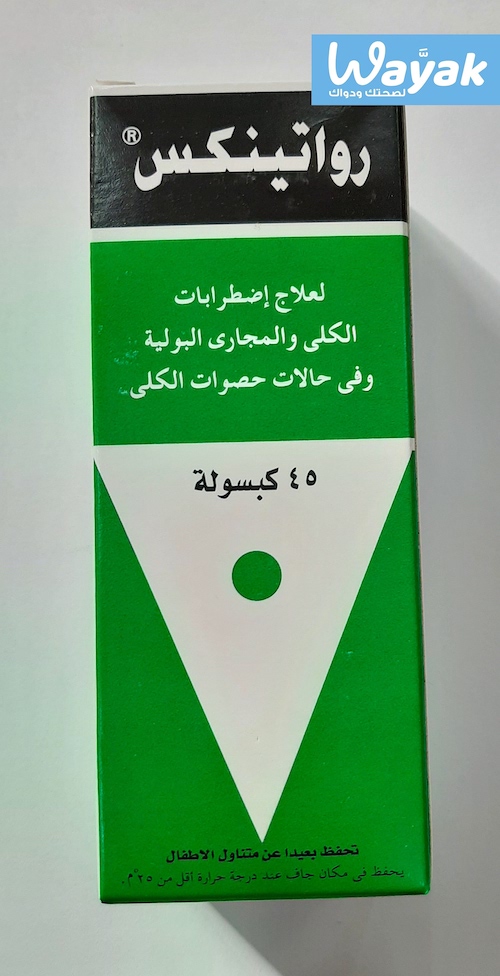 Wayak
لصحتك ودواك
رواتينكس®
لعلاج إضطرابات
الكلى والمجارى البولية
وفى حالات حصوات الكلى
٤٥ كبسولة
تحفظ بعيدا عن متناول الاطفال
يحفظ فى مكان جاف عند درجة حرارة أقل من ٢٥°م.